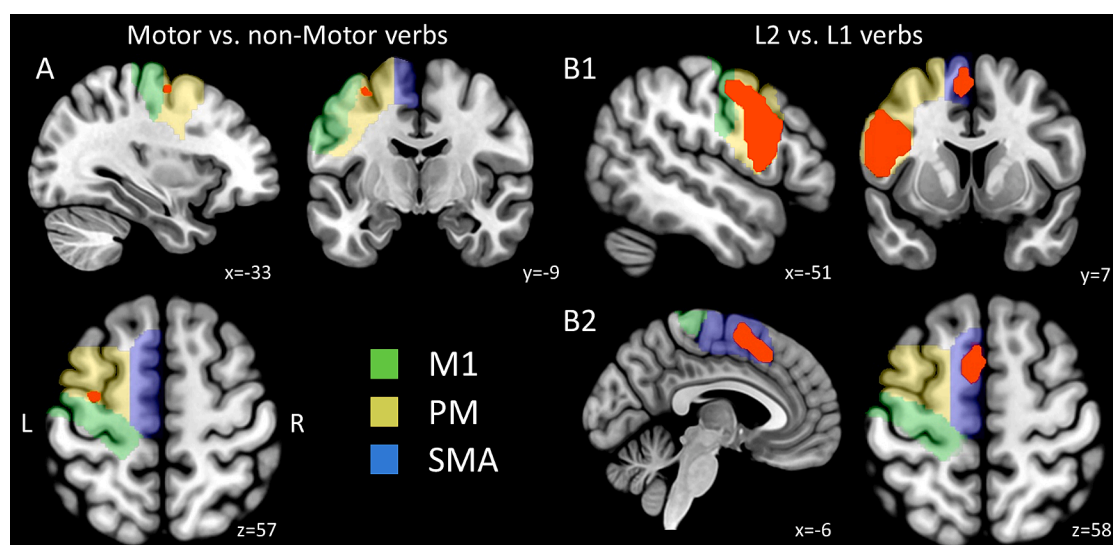 Motor vs. non-Motor verbs
L2 vs. L1 verbs
A
B1
x=-33
y=-9
x=-51
y=7
B2
M1
PM
SMA
L
R
z=57
x=-6
z=58